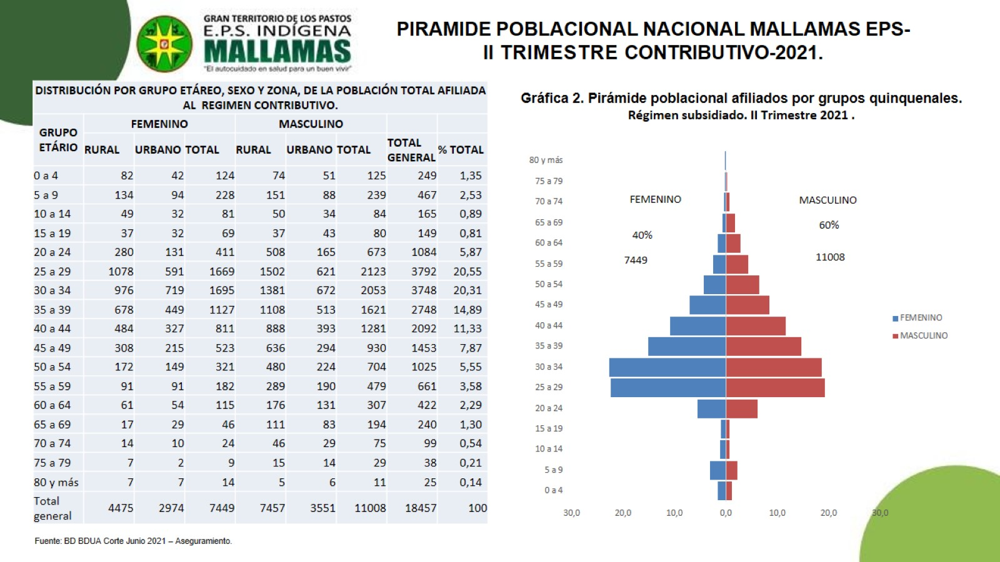 GRAN TERRITORIO DE LOS PASTOS
E.P.S. INDÍGENA
MALLAMAS
"El autocuidado en salud para un buen vivir"
PIRAMIDE POBLACIONAL NACIONAL MALLAMAS EPS-
II TRIMESTRE CONTRIBUTIVO-2021.
DISTRIBUCIÓN POR GRUPO ETÁREO, SEXO Y ZONA, DE LA POBLACIÓN TOTAL AFILIADA
AL REGIMEN CONTRIBUTIVO.
GRUPO ETÁRIO FEMENINO MASCULINO
RURAL URBANO TOTAL RURAL URBANO TOTAL TOTAL GENERAL % TOTAL
0 a 4 82 42 124 74 51 125 249 1,35
5 a 9 134 94 228 151 88 239 467 2,53
10 a 14 49 32 81 50 34 84 165 0,89
15 a 19 37 32 69 37 43 80 149 0,81
20 a 24 280 131 411 508 165 673 1084 5,87
25 a 29 1078 591 1669 1502 621 2123 3792 20,55
30 a 34 976 719 1695 1381 672 2053 3748 20,31
35 a 39 678 449 1127 1108 513 1621 2748 14,89
40 a 44 484 327 811 888 393 1281 2092 11,33
45 a 49 308 215 523 636 294 930 1453 7,87
50 a 54 172 149 321 480 224 704 1025 5,55
55 a 59 91 91 182 289 190 479 661 3,58
60 a 64 61 54 115 176 131 307 422 2,29
65 a 69 17 29 46 111 83 194 240 1,30
70 a 74 14 10 24 46 29 75 99 0,54
75 a 79 7 2 9 15 14 29 38 0,21
80 y más 7 7 14 5 6 11 25 0,14
Total general 4475 2974 7449 7457 3551 11008 18457 100
Fuente: BD BDUA Corte Junio 2021 – Aseguramiento.
Gráfica 2. Pirámide poblacional afiliados por grupos quinquenales.
Régimen subsidiado. II Trimestre 2021 .
80 y más
75 a 79
70 a 74
65 a 69
60 a 64
55 a 59
50 a 54
45 a 49
40 a 44
35 a 39
30 a 34
25 a 29
20 a 24
15 a 19
10 a 14
5 a 9
0 a 4
FEMENINO
40%
7449
MASCULINO
60%
11008
FEMENINO
MASCULINO
30,0 20,0 10,0 0,0 10,0 20,0 30,0